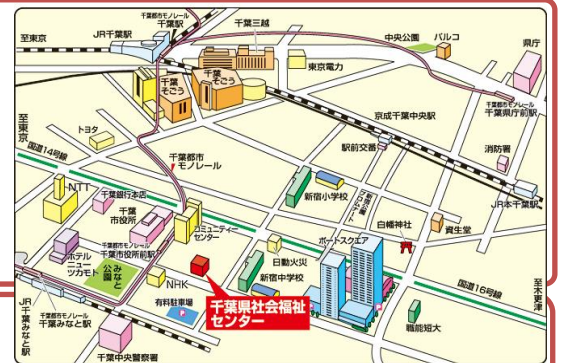 千葉都市モノレール
千葉駅
千葉三越
至東京
JR千葉駅
中央公園
パルコ
県庁
東京電力
千葉
そごう
千葉
そごう
千葉都市モノレール
千葉県庁前駅
京成千葉中央駅
至東京
トヨタ
国道14号線
千葉都市
モノレール
駅前交番
消防署
JR本千葉駅
NTT
千葉銀行本店
千葉
市役所
新宿小学校
新宿公園
プロムナード
白幡神社
資生堂
コミュニティー
センター
ポートスクエア
千葉都市モノレール
千葉市役所前駅
ホテル
ニュー
ツカモト
みなと
公園
日動火災
NHK
新宿中学校
国道16号線
至木更津
JR
千葉みなと駅
千葉都市モノレール
千葉みなと駅
有料駐車場
P
千葉県社会福祉
センター
職能短大
千葉中央警察署